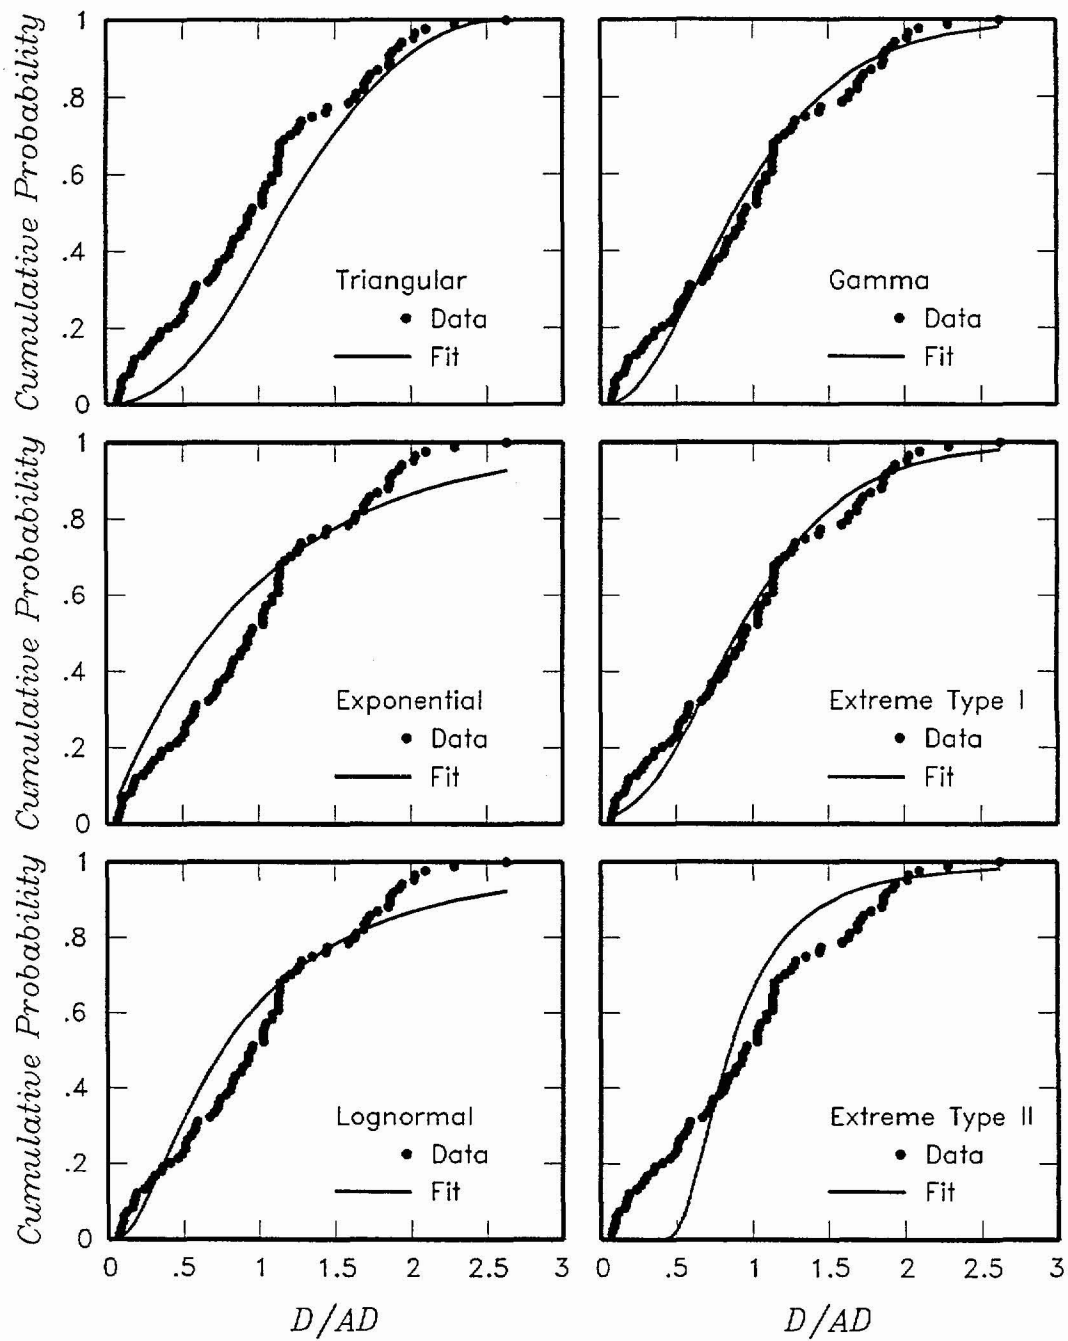 Cumulative Probability
1
.8
.6
.4
.2
0
Triangular
Data
Fit
Gamma
Data
Fit
Cumulative Probability
1
.8
.6
.4
.2
0
Exponential
Data
Fit
Extreme Type I
Data
Fit
Cumulative Probability
1
.8
.6
.4
.2
0
Lognormal
Data
Fit
Extreme Type II
Data
Fit
0 .5 1 1.5 2 2.5 3
0 .5 1 1.5 2 2.5 3
D/AD
D/AD